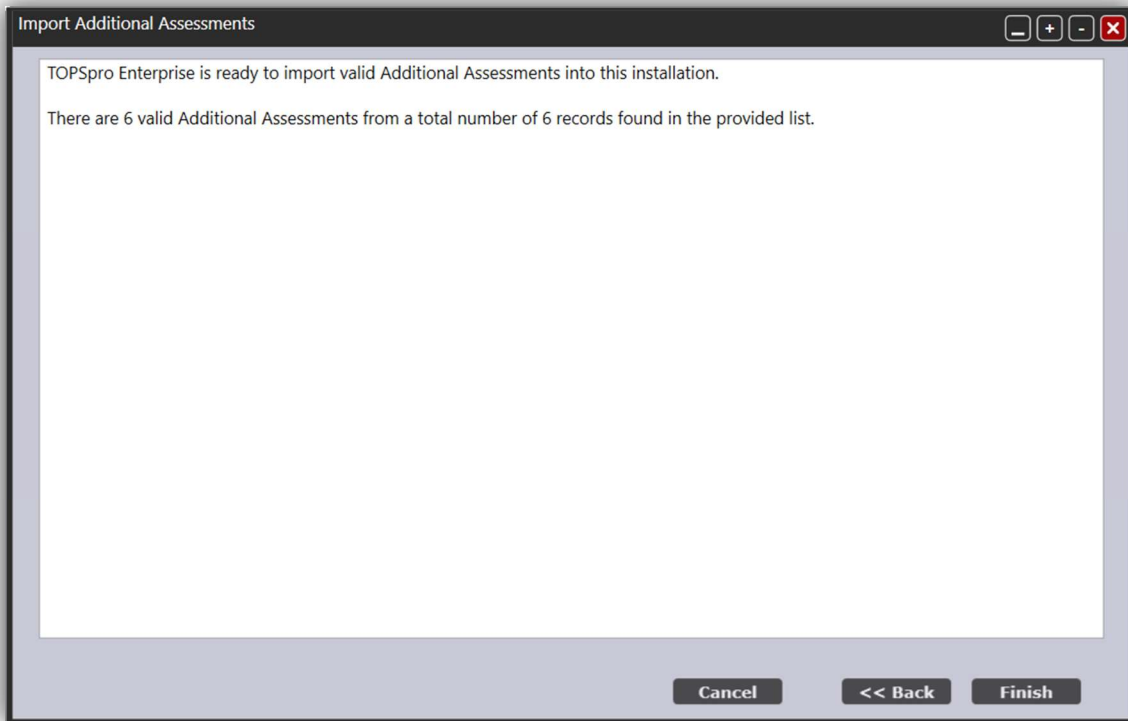 Import Additional Assessments
TOPSpro Enterprise is ready to import valid Additional Assessments into this installation.
There are 6 valid Additional Assessments from a total number of 6 records found in the provided list.
Cancel
<< Back
Finish